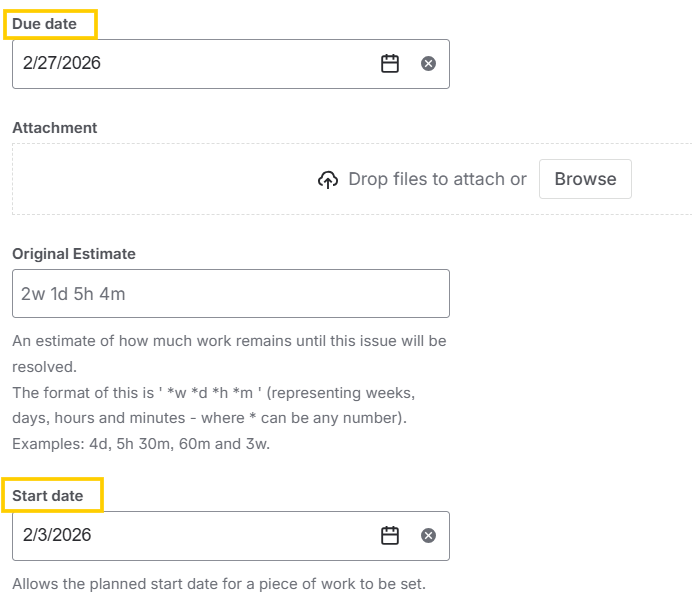 Due date
2/27/2026
Attachment
Drop files to attach or Browse
Original Estimate
2w 1d 5h 4m
An estimate of how much work remains until this issue will be
resolved.
The format of this is ' *w *d *h *m ' (representing weeks,
days, hours and minutes - where * can be any number).
Examples: 4d, 5h 30m, 60m and 3w.
Start date
2/3/2026
Allows the planned start date for a piece of work to be set.